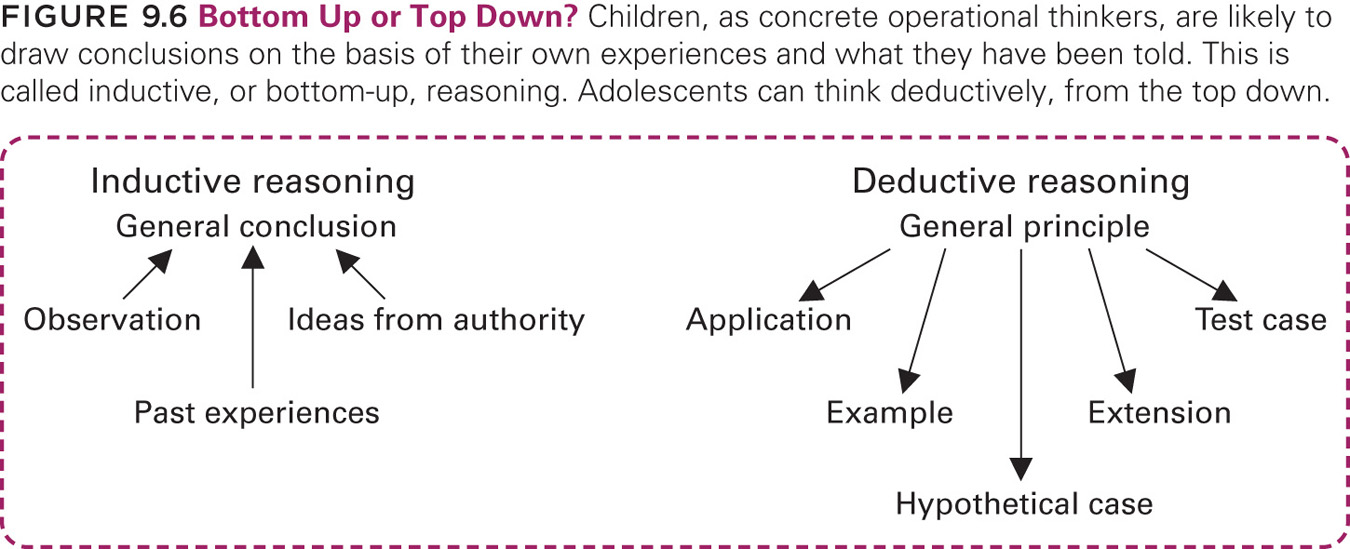 FIGURE 9.6 Bottom Up or Top Down? Children, as concrete operational thinkers, are likely to
draw conclusions on the basis of their own experiences and what they have been told. This is
called inductive, or bottom-up, reasoning. Adolescents can think deductively, from the top down.
Inductive reasoning
General conclusion
Observation
Ideas from authority
Past experiences
Deductive reasoning
General principle
Application
Test case
Example
Extension
Hypothetical case